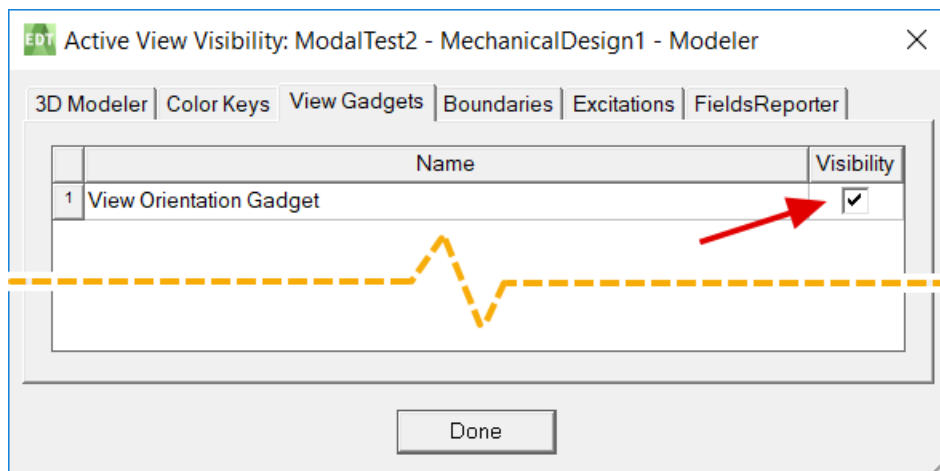 EDT Active View Visibility: ModalTest2 - MechanicalDesign1 - Modeler
3D Modeler Color Keys View Gadgets Boundaries Excitations FieldsReporter
Name Visibility
1 View Orientation Gadget
Done